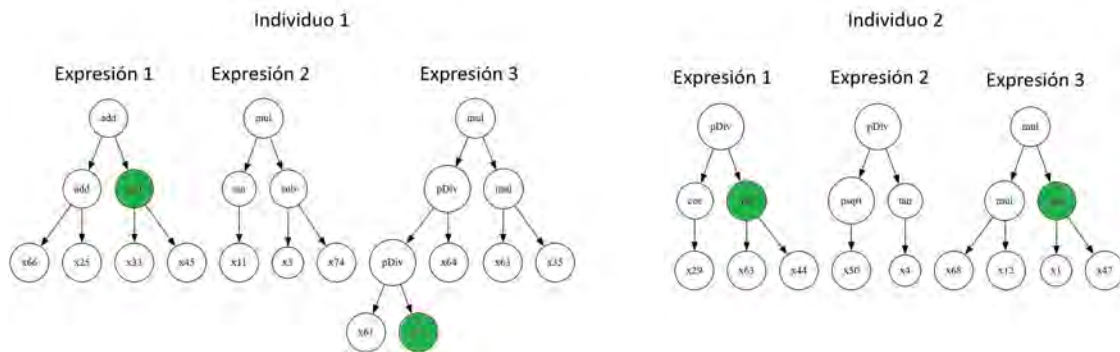 Individuo 1
Expresión 1 Expresión 2 Expresión 3
add mul mul
add tan pDiv mul
x66 x25 x33 x45 x11 x3 x74 pDiv x64 x63 x35
x61
Individuo 2
Expresión 1 Expresión 2 Expresión 3
pDiv pDiv mul
cos psqrt tan mul
x29 x63 x44 x50 x4 x68 x12 x1 x47